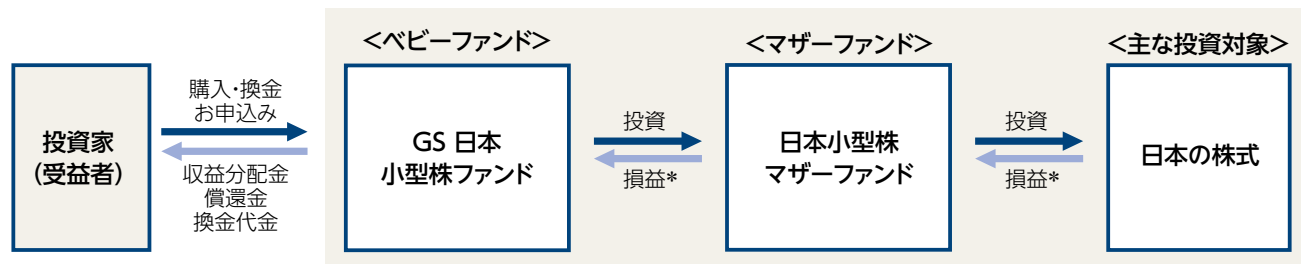 <ベビーファンド>
<マザーファンド>
<主な投資対象>
投資家
(受益者)
購入・換金
お申込み
収益分配金
償還金
換金代金
GS 日本
小型株ファンド
投資
損益*
日本小型株
マザーファンド
投資
損益*
日本の株式